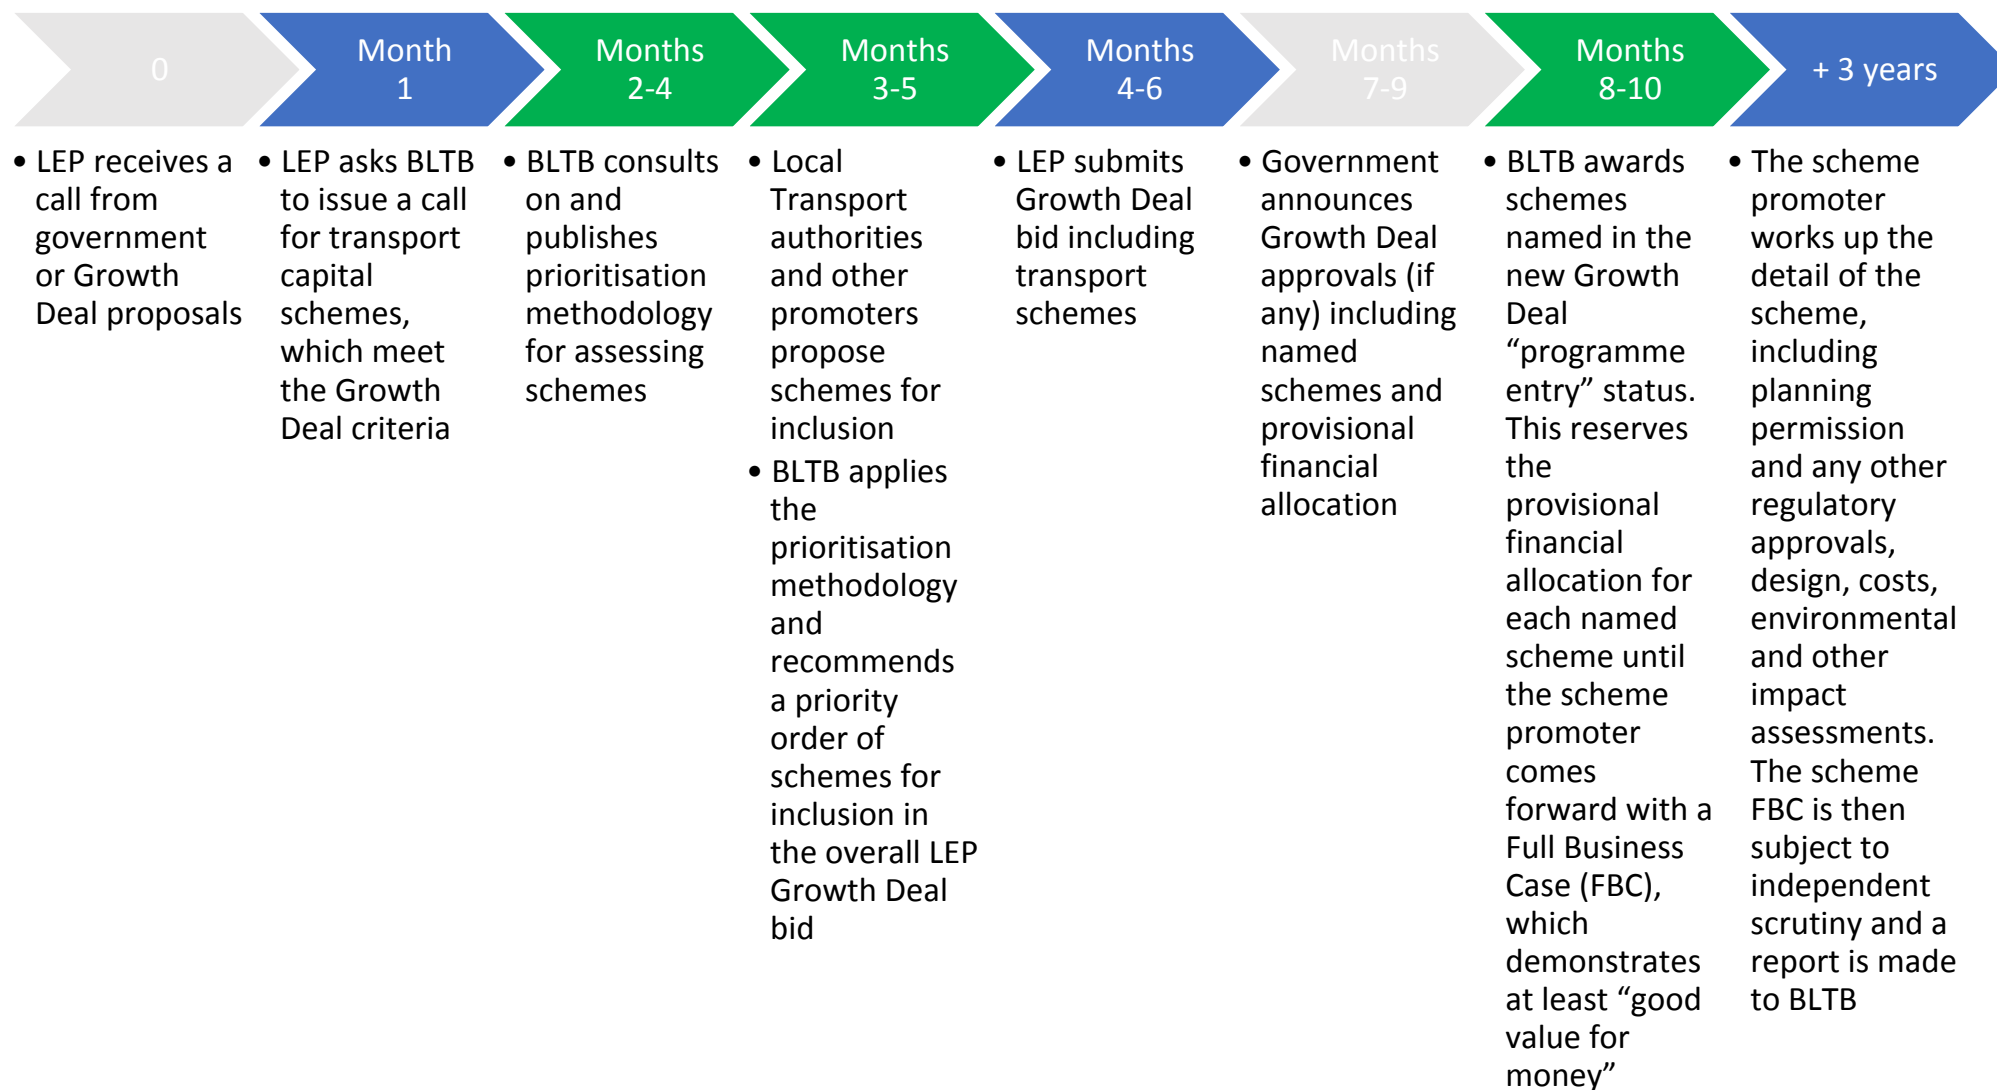 0
Month
1
Months
2-4
Months
3-5
Months
4-6
Months
7-9
Months
8-10
+ 3 years
• LEP receives a
call from
government
or Growth
Deal proposals
• LEP asks BLTB
to issue a call
for transport
capital
schemes,
which meet
the Growth
Deal criteria
• BLTB consults
on and
publishes
prioritisation
methodology
for assessing
schemes
• Local
Transport
authorities
and other
promoters
propose
schemes for
inclusion
• BLTB applies
the
prioritisation
methodology
and
recommends
a priority
order of
schemes for
inclusion in
the overall LEP
Growth Deal
bid
• LEP submits
Growth Deal
bid including
transport
schemes
• Government
announces
Growth Deal
approvals (if
any) including
named
schemes and
provisional
financial
allocation
• BLTB awards
schemes
named in the
new Growth
Deal
“programme
entry” status.
This reserves
the
provisional
financial
allocation for
each named
scheme until
the scheme
promoter
comes
forward with a
Full Business
Case (FBC),
which
demonstrates
at least “good
value for
money”
• The scheme
promoter
works up the
detail of the
scheme,
including
planning
permission
and any other
regulatory
approvals,
design, costs,
environmental
and other
impact
assessments.
The scheme
FBC is then
subject to
independent
scrutiny and a
report is made
to BLTB